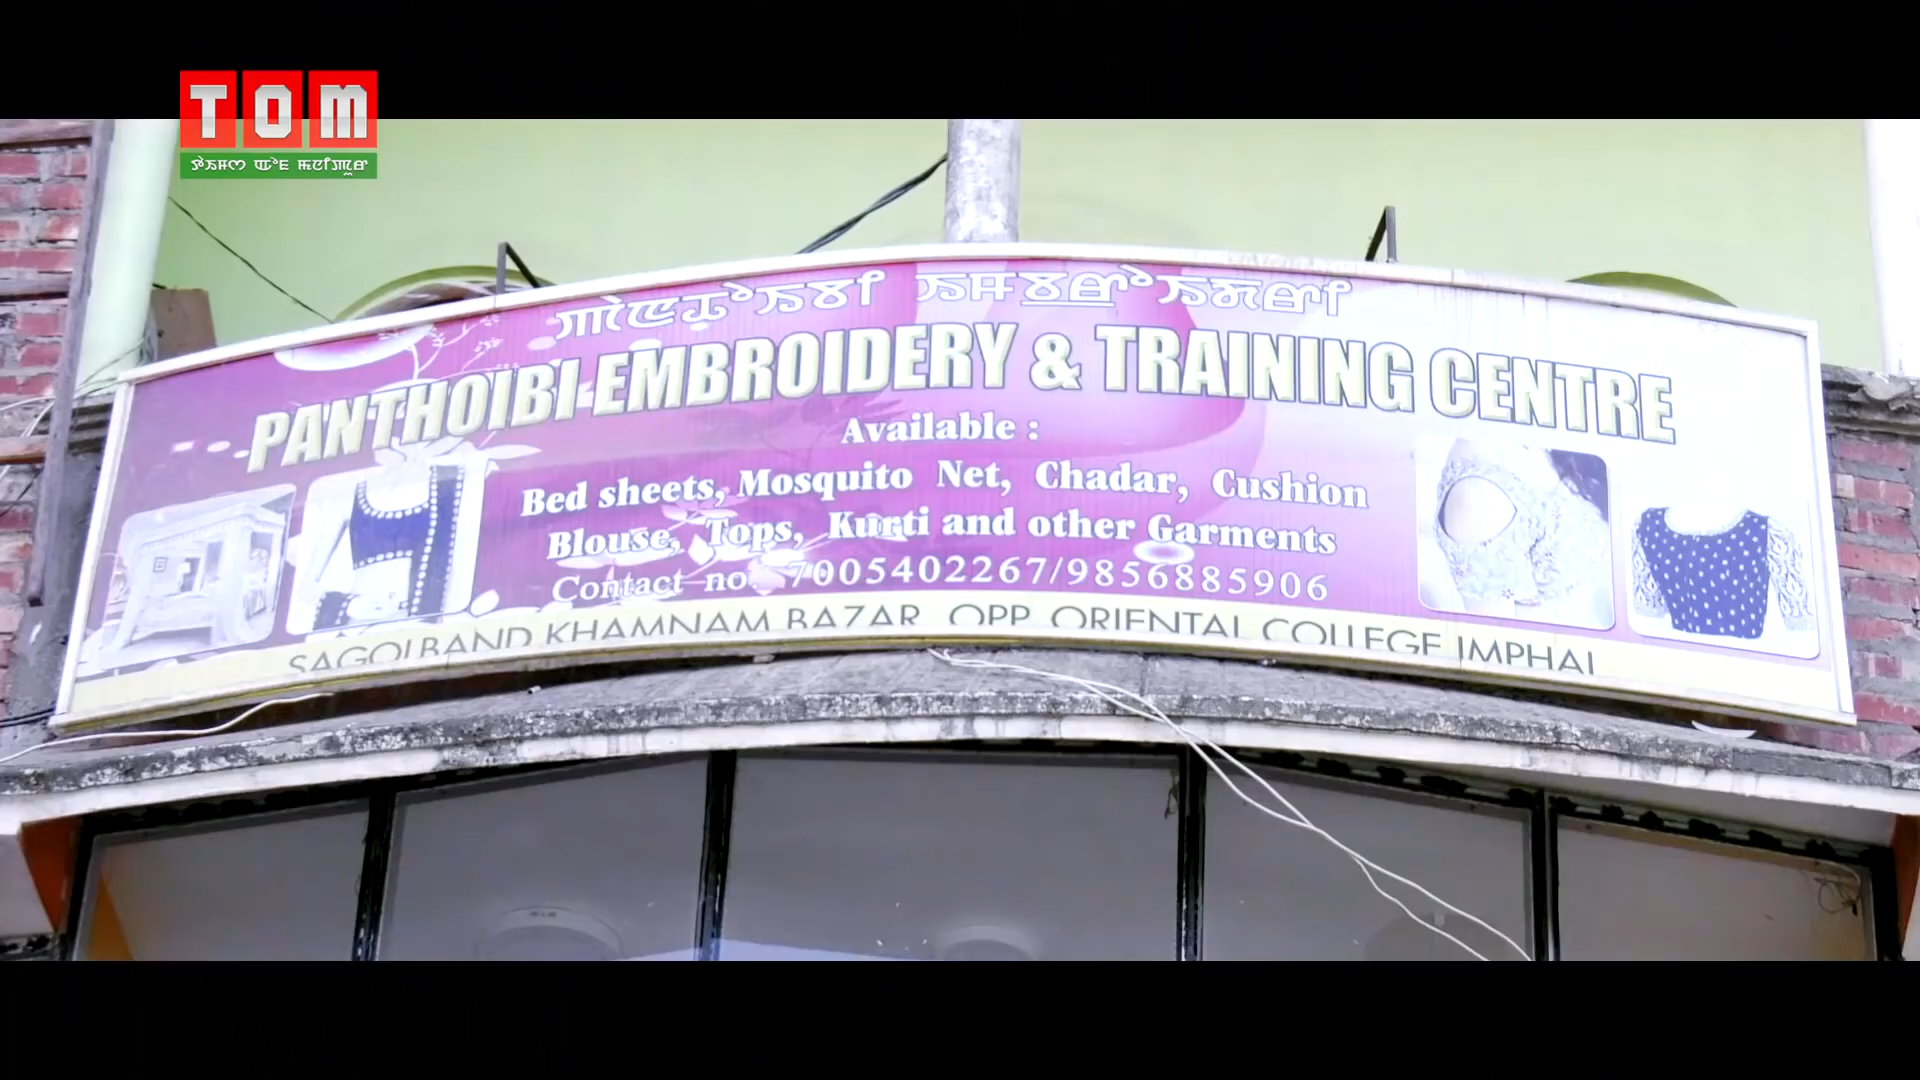 TOM
PANTHOIBI EMBROIDERY & TRAINING CENTRE
Available :
Bed sheets, Mosquito Net, Chadar, Cushion
Blouse, Tops, Kurti and other Garments
Contact no. 7005402267/9856885906
SAGOLBAND KHAMNAM BAZAR, OPP. ORIENTAL COLLEGE IMPHAL